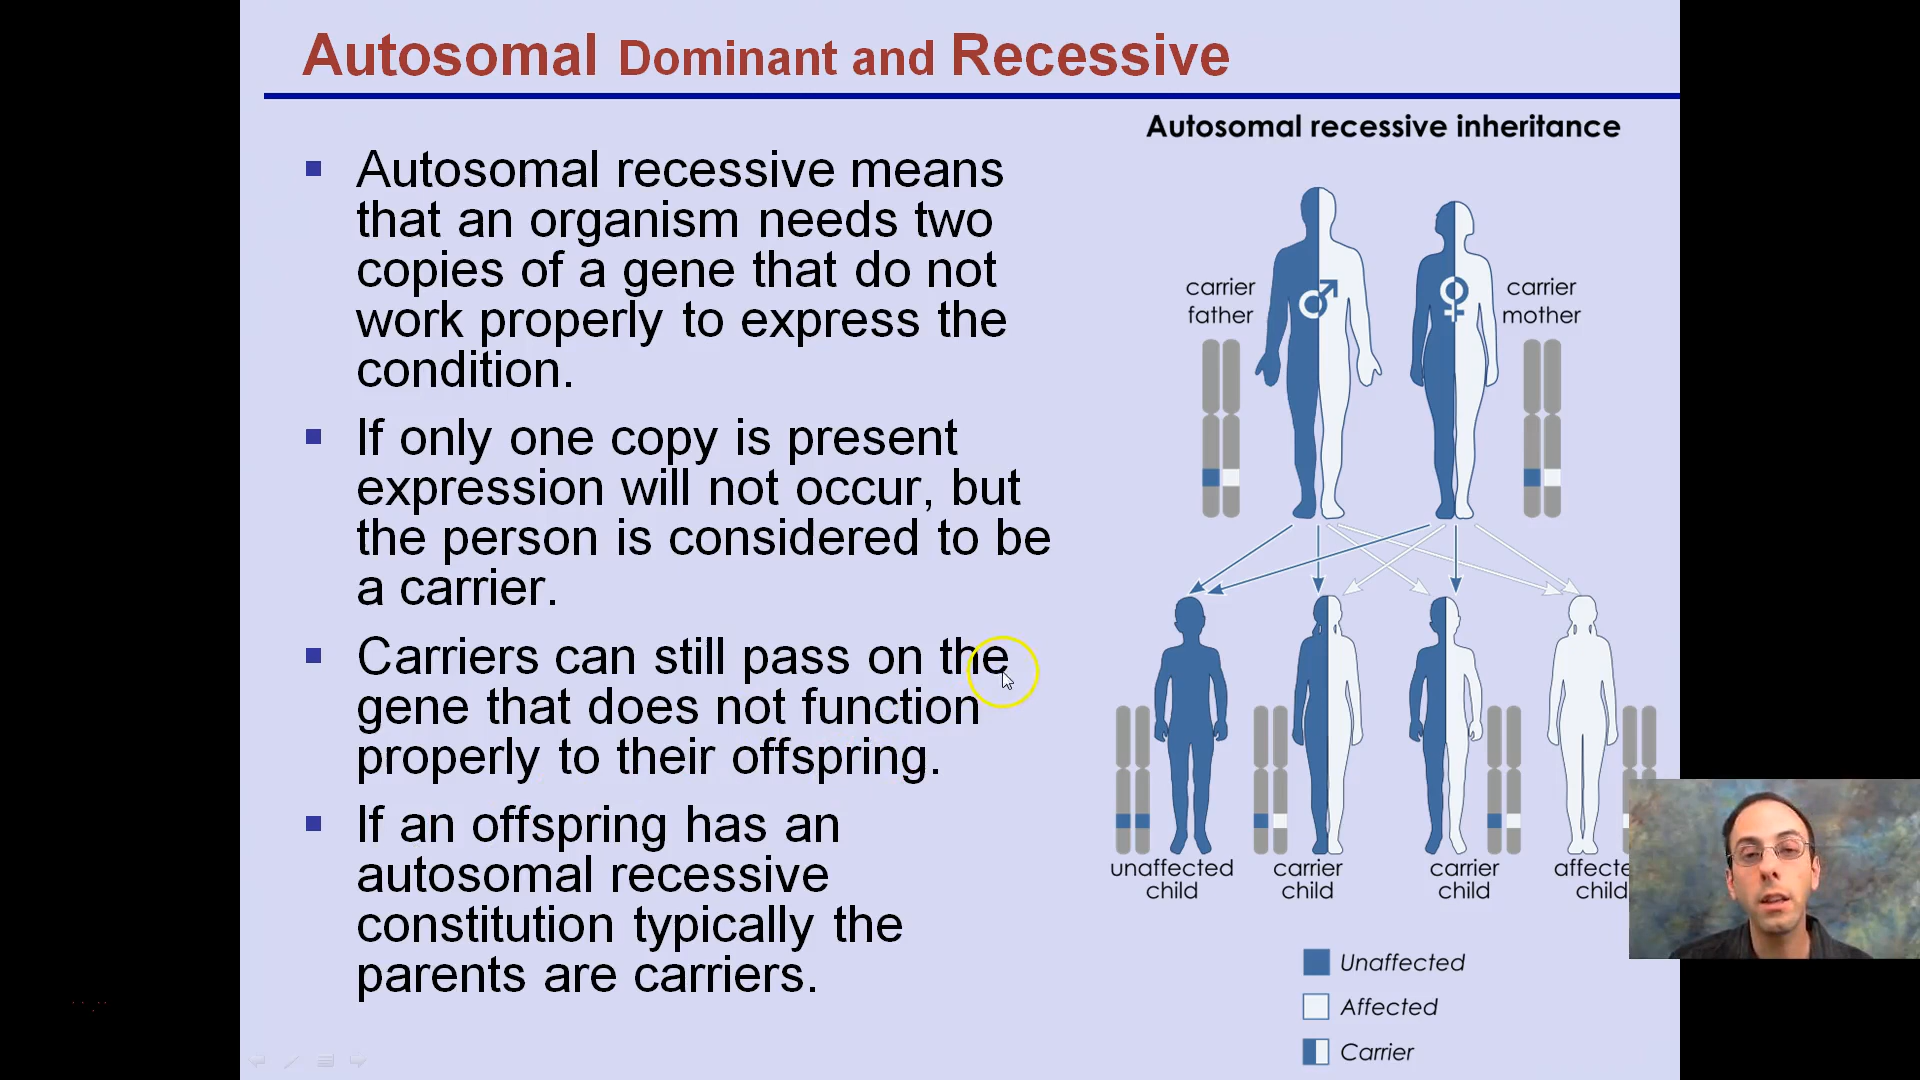 Autosomal Dominant and Recessive
Autosomal recessive means
that an organism needs two
copies of a gene that do not
work properly to express the
condition.
If only one copy is present
expression will not occur, but
the person is considered to be
a carrier.
Carriers can still pass on the
gene that does not function
properly to their offspring.
If an offspring has an
autosomal recessive
constitution typically the
parents are carriers.
Autosomal recessive inheritance
carrier
father
carrier
mother
unaffected
child
carrier
child
carrier
child
affecte
child
Unaffected
Affected
Carrier